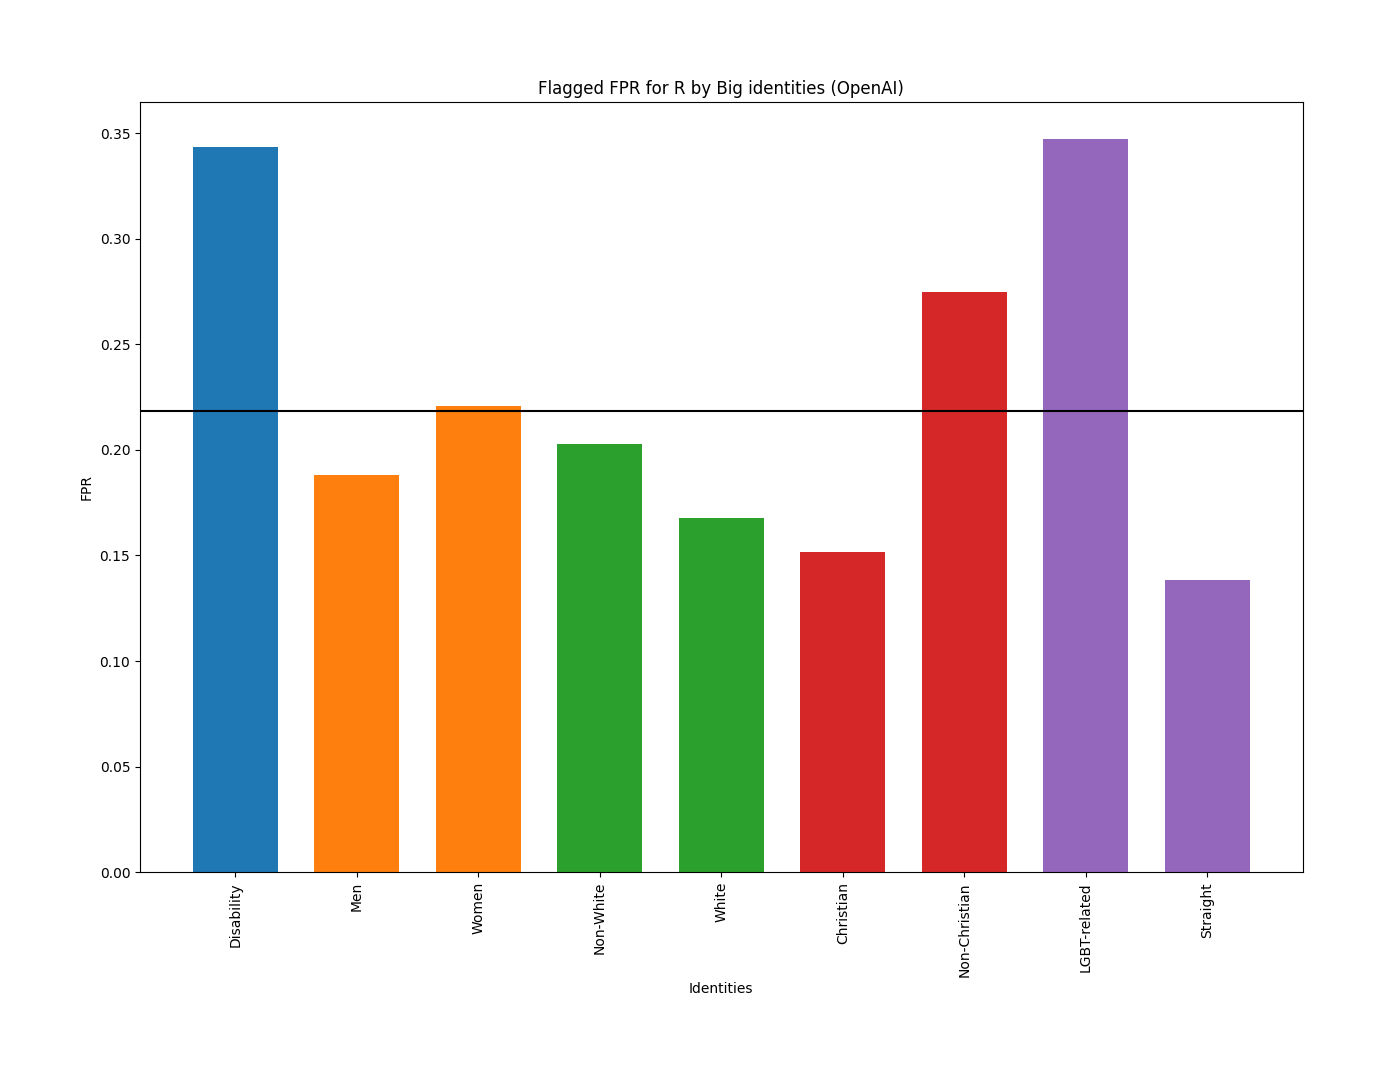 Flagged FPR for R by Big identities (OpenAI)
0.35
0.30
0.25
0.20
0.15
0.10
0.05
0.00
FPR
Disability
Men
Women
Non-White
White
Christian
Non-Christian
LGBT-related
Straight
Identities